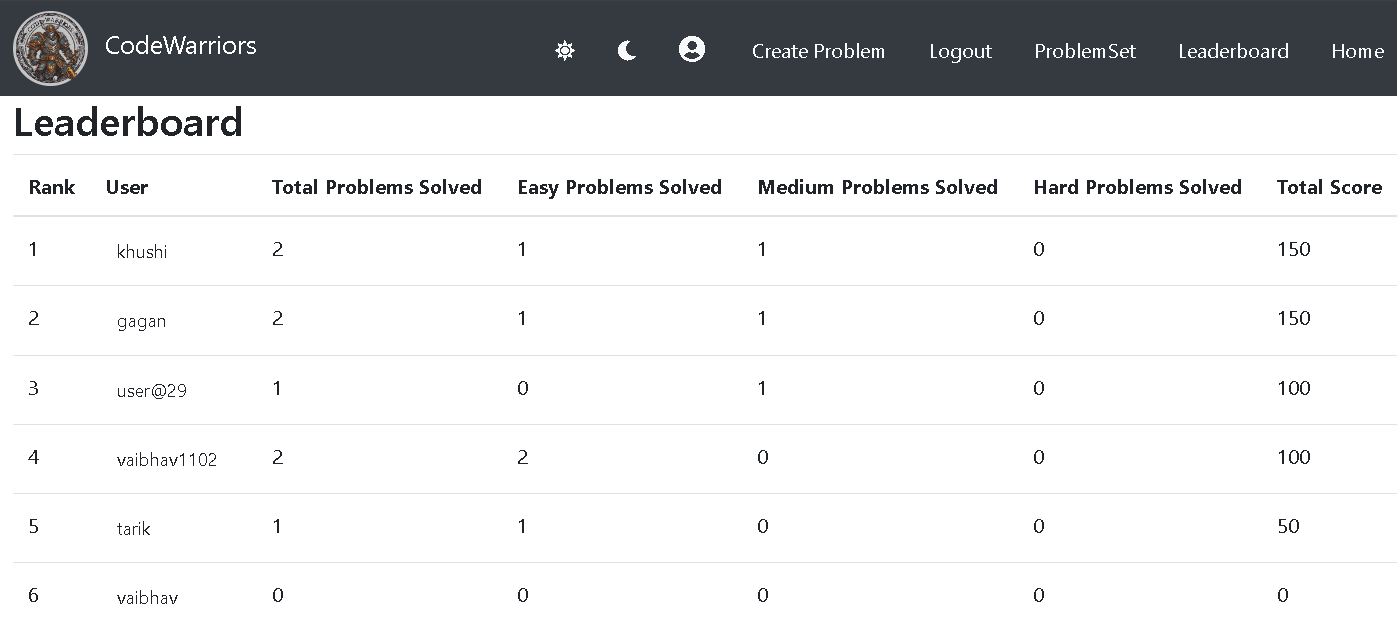 CodeWarriors Create Problem Logout ProblemSet Leaderboard Home
Leaderboard
Rank User Total Problems Solved Easy Problems Solved Medium Problems Solved Hard Problems Solved Total Score
1 khushi 2 1 1 0 150
2 gagan 2 1 1 0 150
3 user@29 1 0 1 0 100
4 vaibhav1102 2 2 0 0 100
5 tarik 1 1 0 0 50
6 vaibhav 0 0 0 0 0